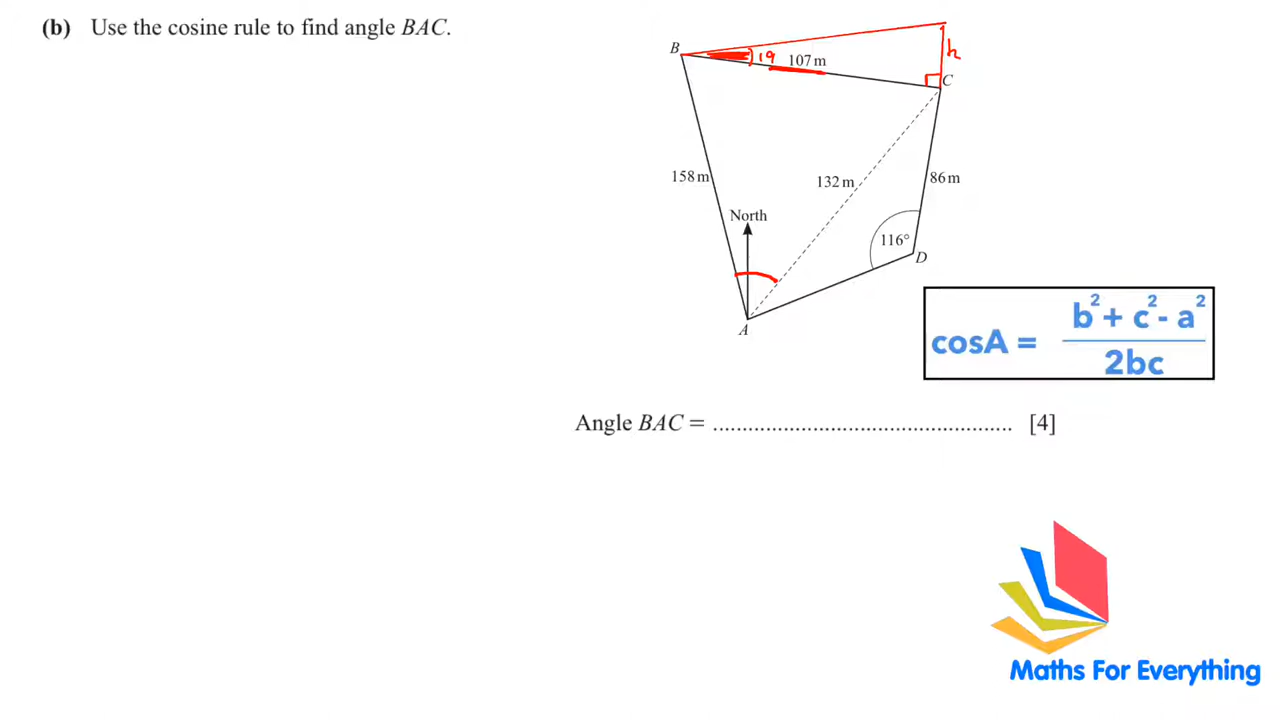 (b) Use the cosine rule to find angle BAC.
B
19
107 m
h
C
158 m
132 m
86 m
North
116°
D
A
cosA = b² + c² - a² / 2bc
Angle BAC = .................................................. [4]
Maths For Everything